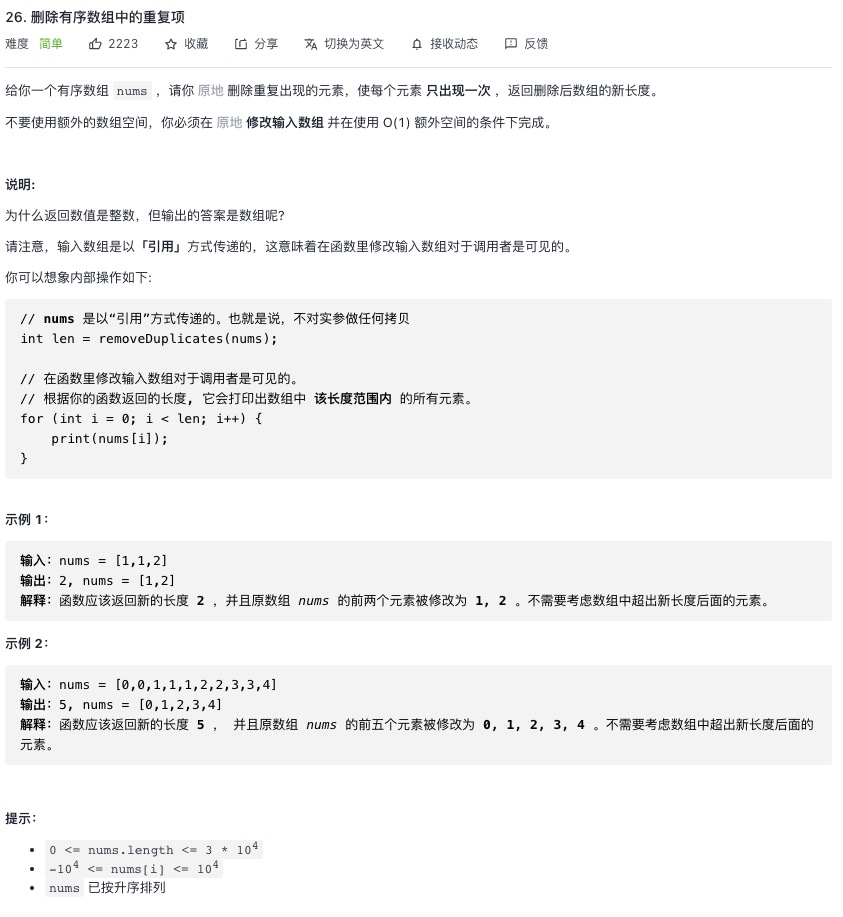 26. 删除有序数组中的重复项
难度 简单 2223 收藏 分享 切换为英文 接收动态 反馈
给你一个有序数组 nums ，请你 原地 删除重复出现的元素，使每个元素 只出现一次 ，返回删除后数组的新长度。
不要使用额外的数组空间，你必须在 原地 修改输入数组 并在使用 O(1) 额外空间的条件下完成。
说明:
为什么返回数值是整数，但输出的答案是数组呢?
请注意，输入数组是以「引用」方式传递的，这意味着在函数里修改输入数组对于调用者是可见的。
你可以想象内部操作如下:
// nums 是以“引用”方式传递的。也就是说，不对实参做任何拷贝
int len = removeDuplicates(nums);
// 在函数里修改输入数组对于调用者是可见的。
// 根据你的函数返回的长度, 它会打印出数组中 该长度范围内 的所有元素。
for (int i = 0; i < len; i++) {
    print(nums[i]);
}
示例 1：
输入：nums = [1,1,2]
输出：2, nums = [1,2]
解释：函数应该返回新的长度 2 ，并且原数组 nums 的前两个元素被修改为 1, 2 。不需要考虑数组中超出新长度后面的元素。
示例 2：
输入：nums = [0,0,1,1,1,2,2,3,3,4]
输出：5, nums = [0,1,2,3,4]
解释：函数应该返回新的长度 5 ， 并且原数组 nums 的前五个元素被修改为 0, 1, 2, 3, 4 。不需要考虑数组中超出新长度后面的
元素。
提示：
• 0 <= nums.length <= 3 * 10⁴
• -10⁴ <= nums[i] <= 10⁴
• nums 已按升序排列